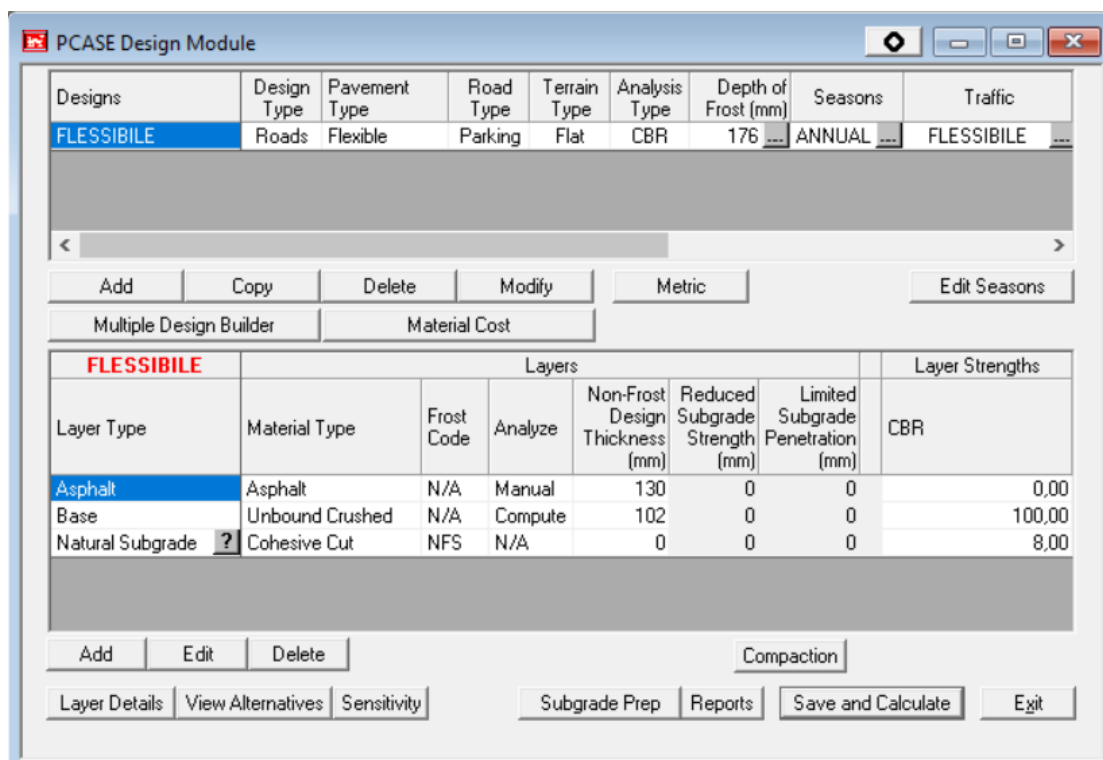 PCASE Design Module
Designs Design Type Pavement Type Road Type Terrain Type Analysis Type Depth of Frost (mm) Seasons Traffic
FLESSIBILE Roads Flexible Parking Flat CBR 176 ... ANNUAL ... FLESSIBILE ...
Add Copy Delete Modify Metric Edit Seasons
Multiple Design Builder Material Cost
FLESSIBILE Layers Layer Strengths
Layer Type Material Type Frost Code Analyze Non-Frost Design Thickness (mm) Reduced Subgrade Strength (mm) Limited Subgrade Penetration (mm) CBR
Asphalt Asphalt N/A Manual 130 0 0 0,00
Base Unbound Crushed N/A Compute 102 0 0 100,00
Natural Subgrade ? Cohesive Cut NFS N/A 0 0 0 8,00
Add Edit Delete Compaction
Layer Details View Alternatives Sensitivity Subgrade Prep Reports Save and Calculate Exit